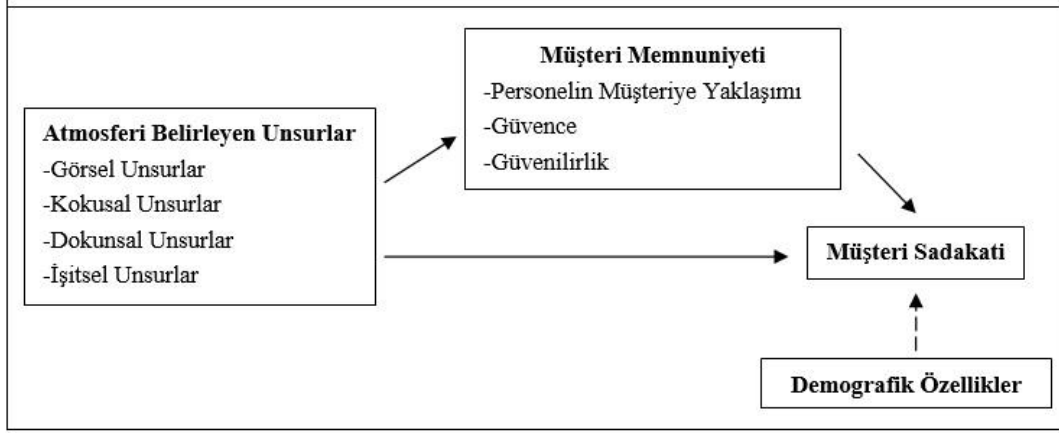 Atmosferi Belirleyen Unsurlar
-Görsel Unsurlar
-Kokusal Unsurlar
-Dokunsal Unsurlar
-İşitsel Unsurlar
Müşteri Memnuniyeti
-Personelin Müşteriye Yaklaşımı
-Güvence
-Güvenilirlik
Müşteri Sadakati
Demografik Özellikler